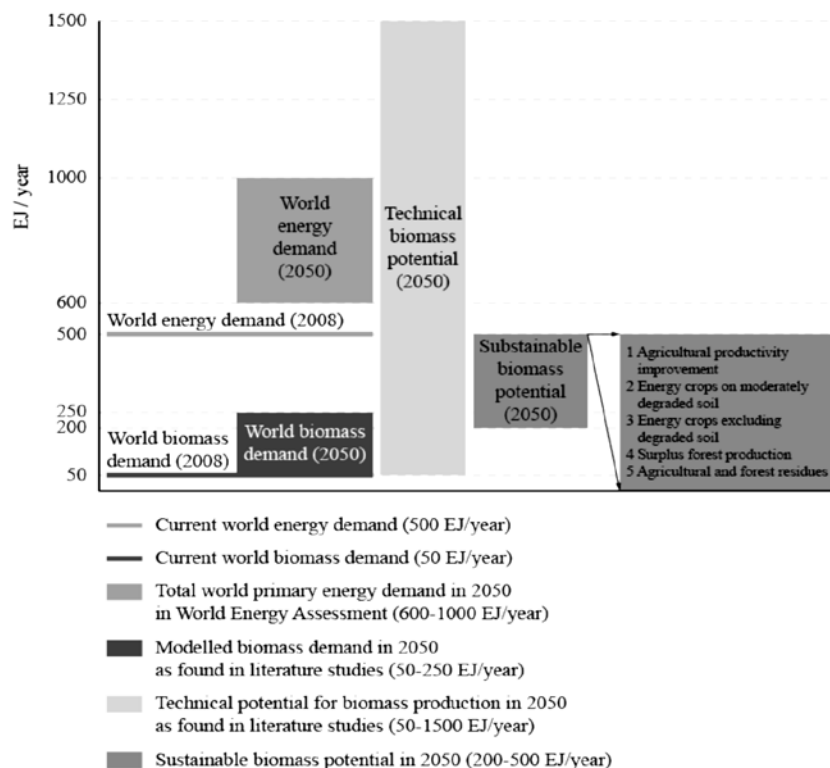 1500
1250
1000
600
500
250
200
50
EJ / year
World
energy
demand
(2050)
World energy demand (2008)
World biomass
demand (2008)
World biomass
demand (2050)
Technical
biomass
potential
(2050)
Substainable
biomass
potential
(2050)
1 Agricultural productivity
improvement
2 Energy crops on moderately
degraded soil
3 Energy crops excluding
degraded soil
4 Surplus forest production
5 Agricultural and forest residues
Current world energy demand (500 EJ/year)
Current world biomass demand (50 EJ/year)
Total world primary energy demand in 2050
in World Energy Assessment (600-1000 EJ/year)
Modelled biomass demand in 2050
as found in literature studies (50-250 EJ/year)
Technical potential for biomass production in 2050
as found in literature studies (50-1500 EJ/year)
Sustainable biomass potential in 2050 (200-500 EJ/year)